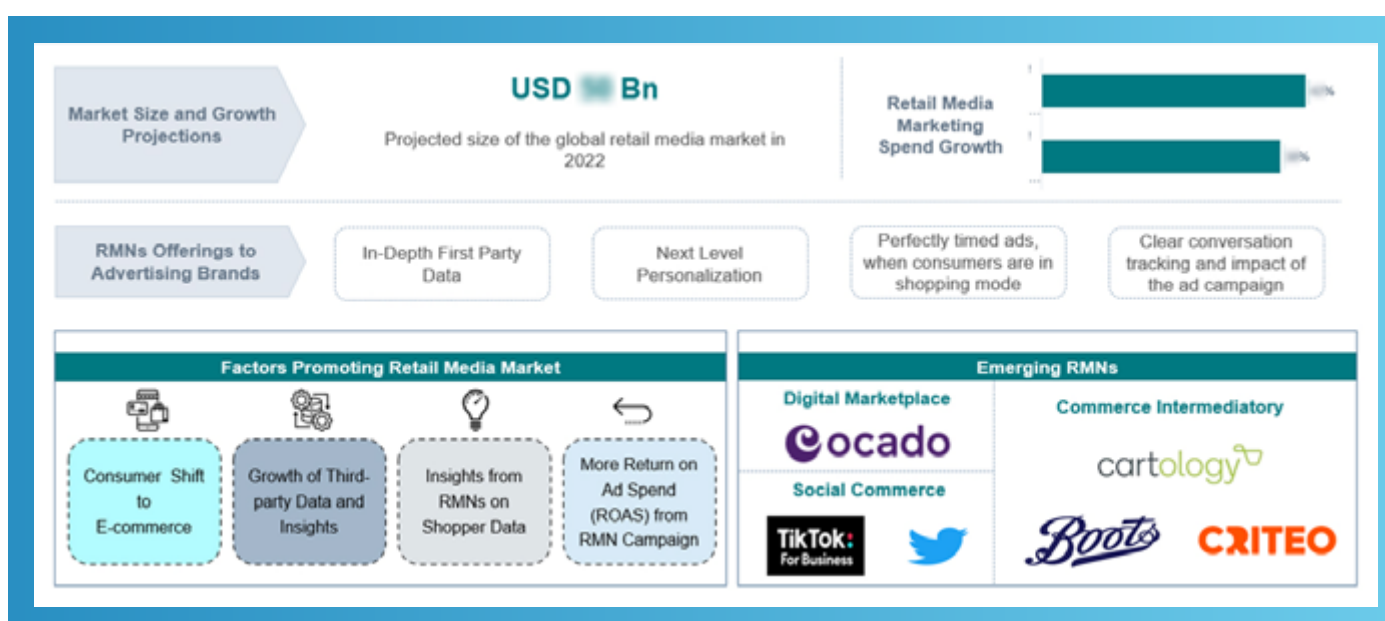 Market Size and Growth
Projections
USD Bn
Projected size of the global retail media market in
2022
Retail Media
Marketing
Spend Growth
RMNs Offerings to
Advertising Brands
In-Depth First Party
Data
Next Level
Personalization
Perfectly timed ads,
when consumers are in
shopping mode
Clear conversation
tracking and impact of
the ad campaign
Factors Promoting Retail Media Market
Consumer Shift
to
E-commerce
Growth of Third-
party Data and
Insights
Insights from
RMNs on
Shopper Data
More Return on
Ad Spend
(ROAS) from
RMN Campaign
Emerging RMNs
Digital Marketplace
ocado
Social Commerce
TikTok:
For Business
Commerce Intermediatory
cartology
Boots
CRITEO